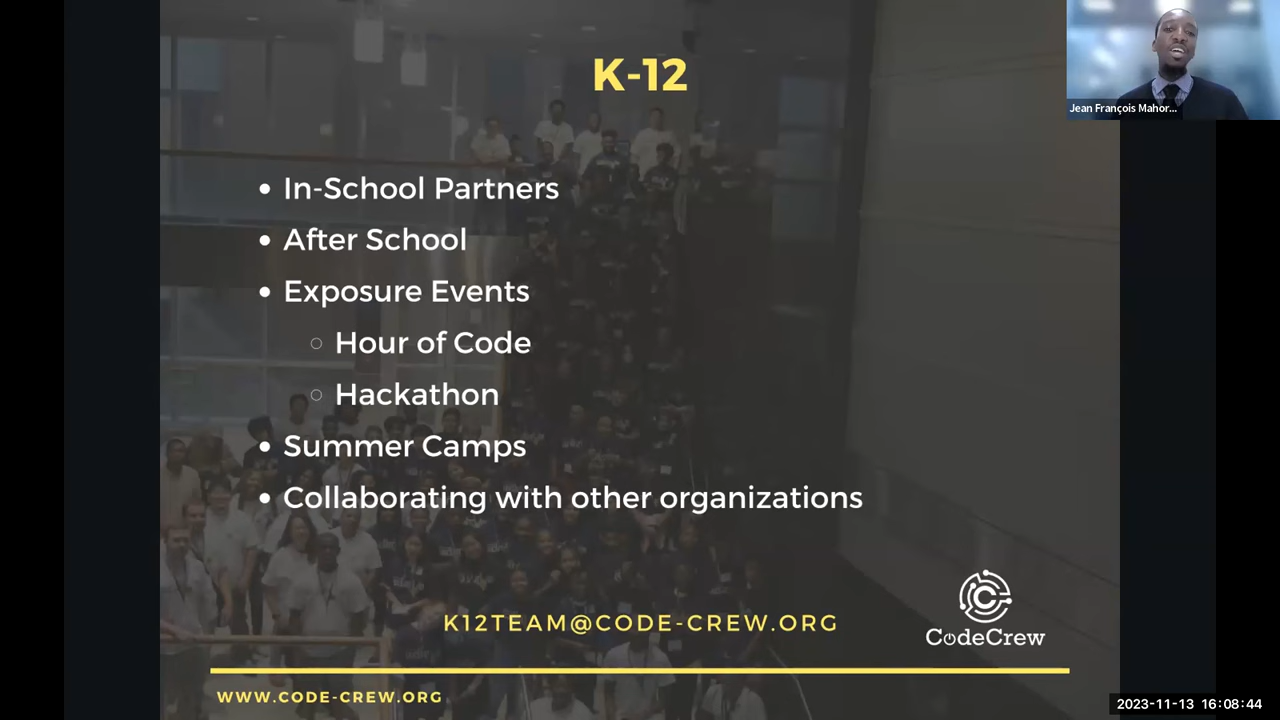 K-12
Jean François Mahor...
In-School Partners
After School
Exposure Events
Hour of Code
Hackathon
Summer Camps
Collaborating with other organizations
K12TEAM@CODE-CREW.ORG
CodeCrew
WWW.CODE-CREW.ORG
2023-11-13 16:08:44